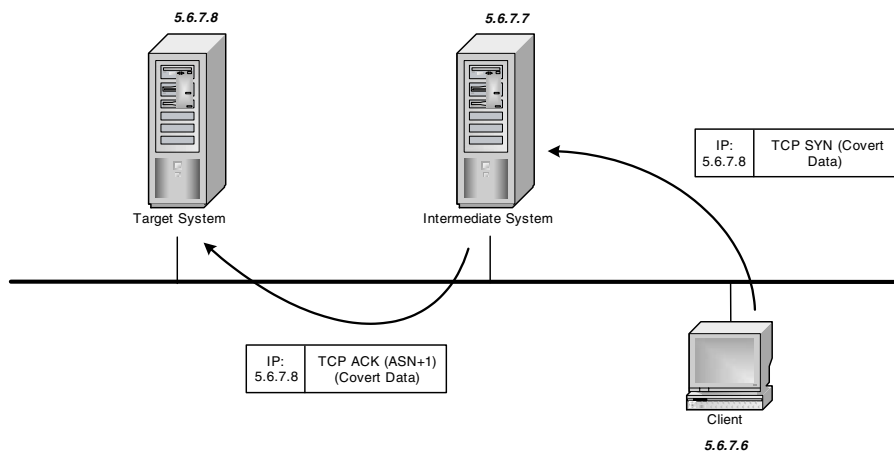 5.6.7.8
5.6.7.7
Target System
Intermediate System
IP:
5.6.7.8
TCP SYN (Covert
Data)
IP:
5.6.7.8
TCP ACK (ASN+1)
(Covert Data)
Client
5.6.7.6